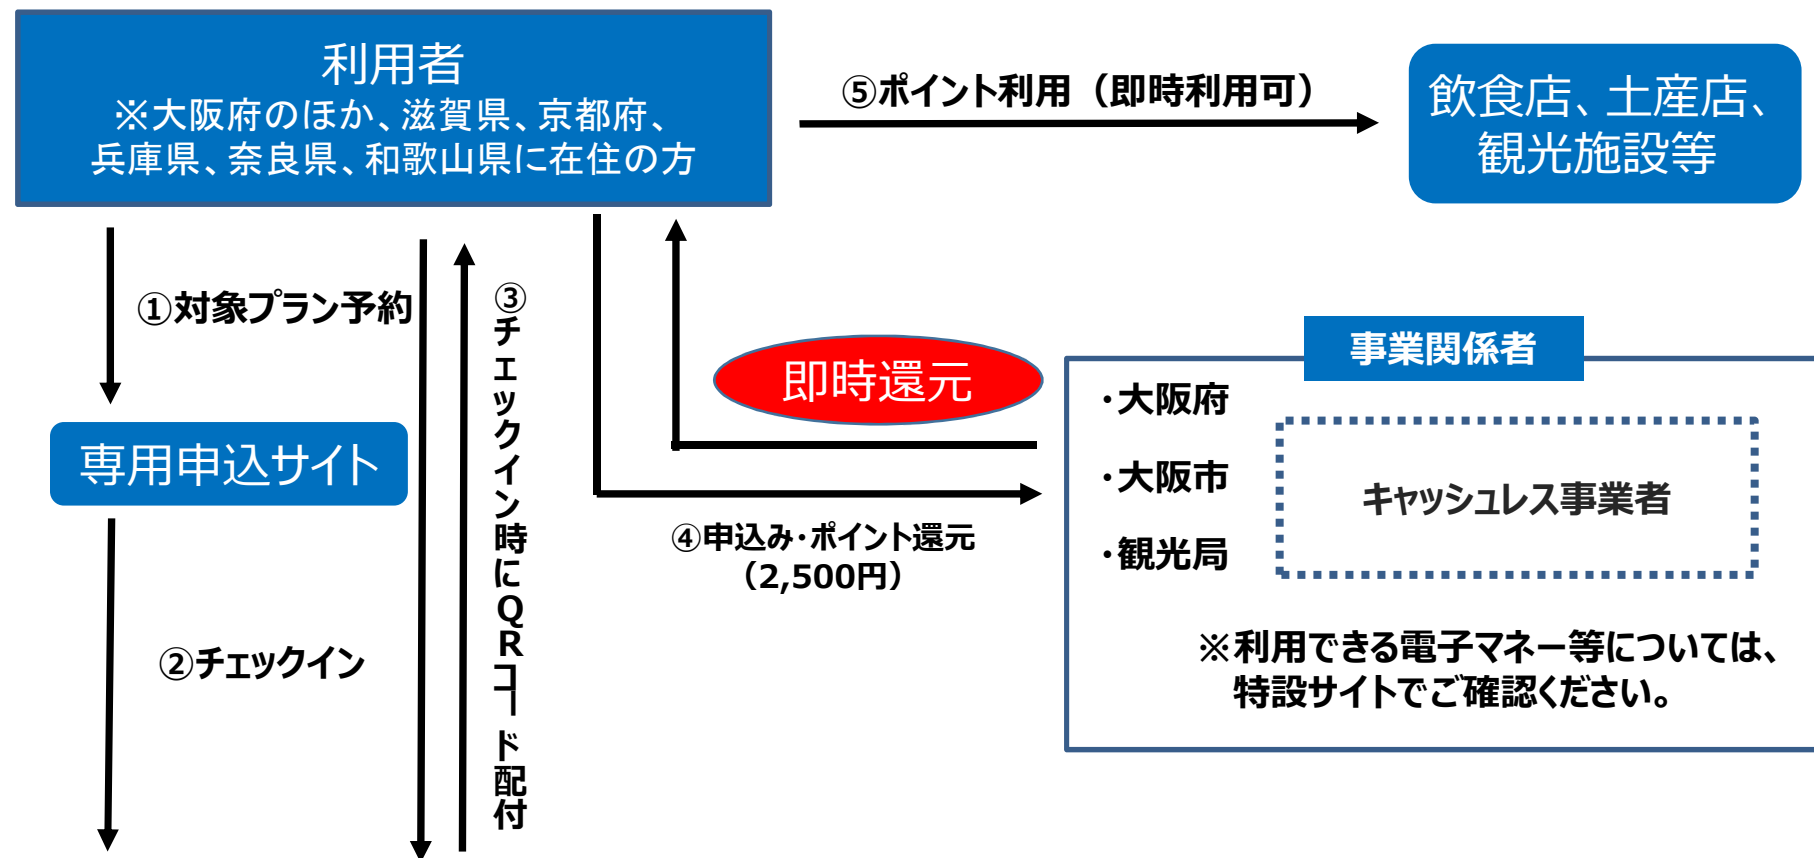 利用者
※大阪府のほか、滋賀県、京都府、
兵庫県、奈良県、和歌山県に在住の方
⑤ポイント利用（即時利用可）
飲食店、土産店、
観光施設等
①対象プラン予約
③チェックイン時にQRコード配付
即時還元
事業関係者
・大阪府
・大阪市
・観光局
キャッシュレス事業者
専用申込サイト
④申込み・ポイント還元
（2,500円）
②チェックイン
※利用できる電子マネー等については、
特設サイトでご確認ください。